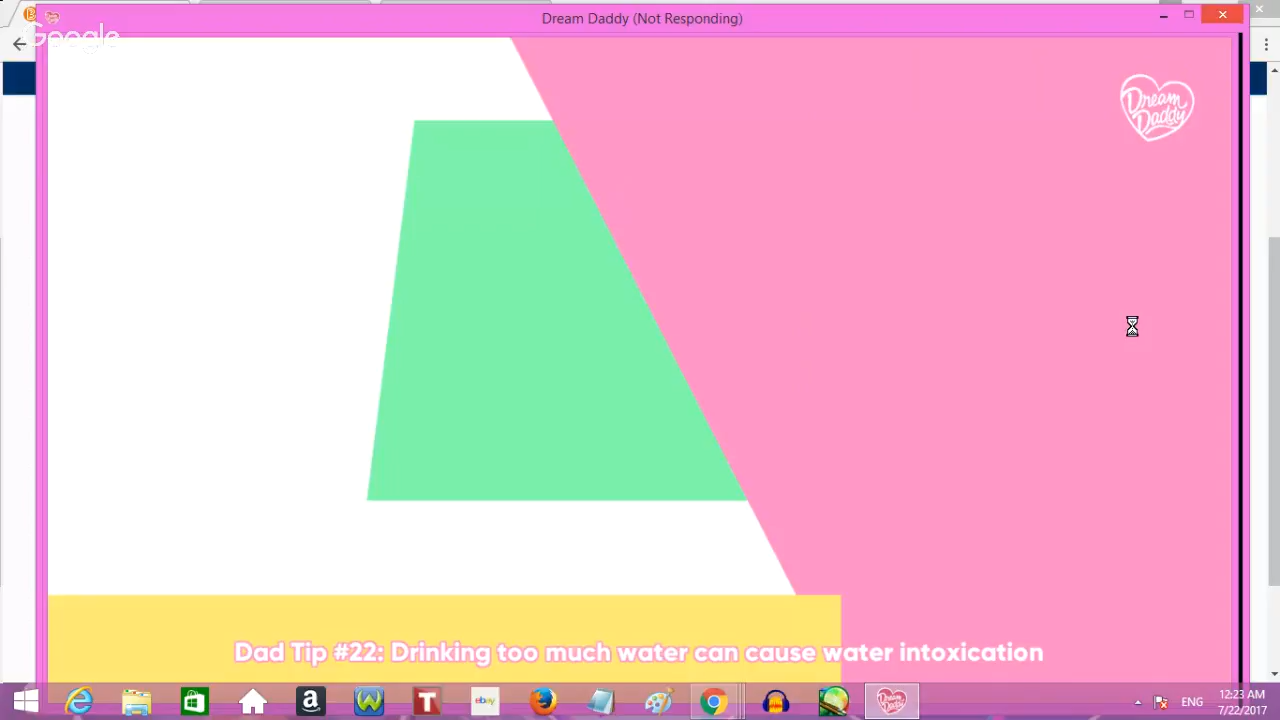 Dream Daddy (Not Responding)
Google
Dream
Daddy
Dad Tip #22: Drinking too much water can cause water intoxication
a
W
T
ebay
ENG
12:23 AM
7/22/2017